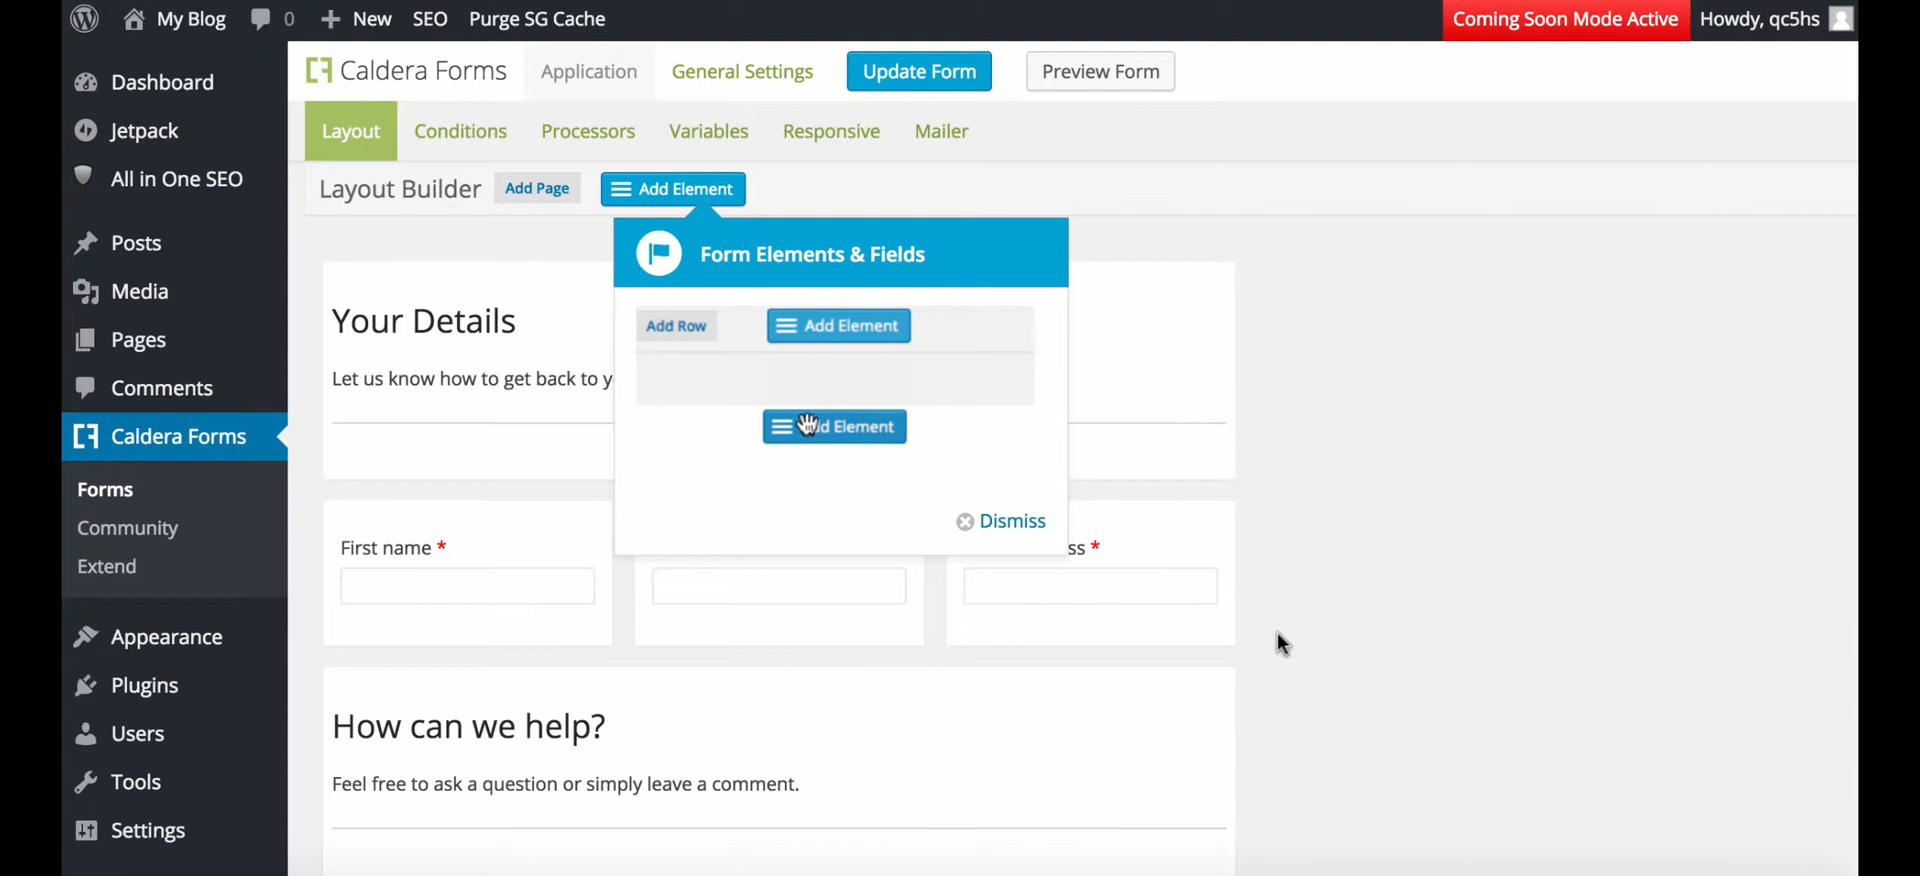 My Blog 0 New SEO Purge SG Cache Coming Soon Mode Active Howdy, qc5hs
Dashboard
Jetpack
All in One SEO
Posts
Media
Pages
Comments
Caldera Forms
Forms
Community
Extend
Appearance
Plugins
Users
Tools
Settings
Caldera Forms Application General Settings Update Form Preview Form
Layout Conditions Processors Variables Responsive Mailer
Layout Builder Add Page Add Element
Form Elements & Fields
Add Row Add Element
Element
Dismiss
Your Details
Let us know how to get back to
First name *
*
How can we help?
Feel free to ask a question or simply leave a comment.